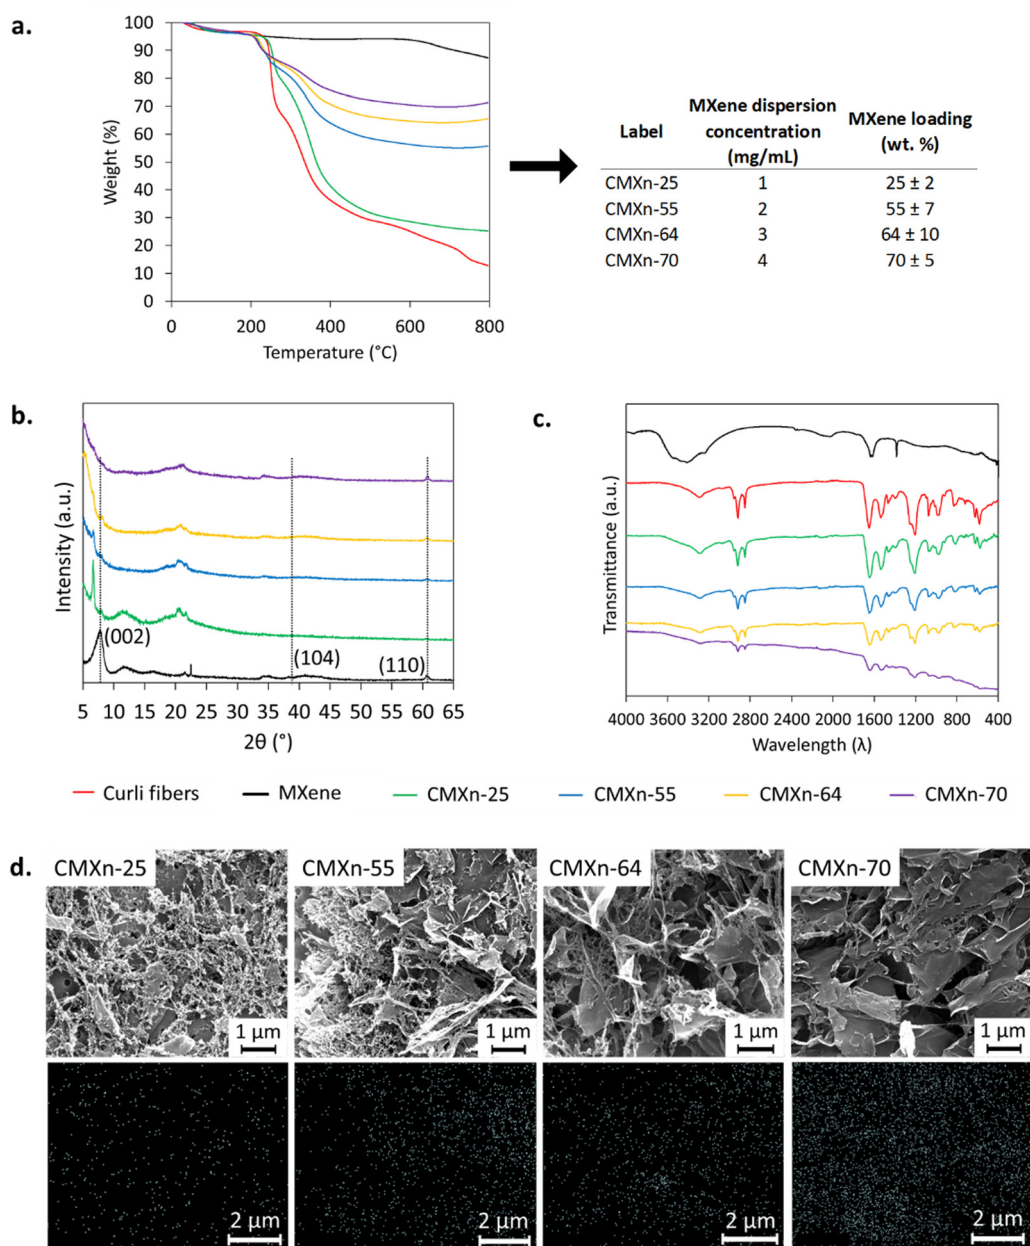 a.
100
90
80
70
60
50
40
30
20
10
0
Weight (%)
0 200 400 600 800
Temperature (°C)
Label MXene dispersion concentration (mg/mL) MXene loading (wt. %)
CMXn-25 1 25 ± 2
CMXn-55 2 55 ± 7
CMXn-64 3 64 ± 10
CMXn-70 4 70 ± 5
b.
Intensity (a.u.)
(002)
(104)
(110)
5 10 15 20 25 30 35 40 45 50 55 60 65
2θ (°)
c.
Transmittance (a.u.)
4000 3600 3200 2800 2400 2000 1600 1200 800 400
Wavelength (λ)
Curli fibers MXene CMXn-25 CMXn-55 CMXn-64 CMXn-70
d.
CMXn-25 CMXn-55 CMXn-64 CMXn-70
1 µm 1 µm 1 µm 1 µm
2 µm 2 µm 2 µm 2 µm